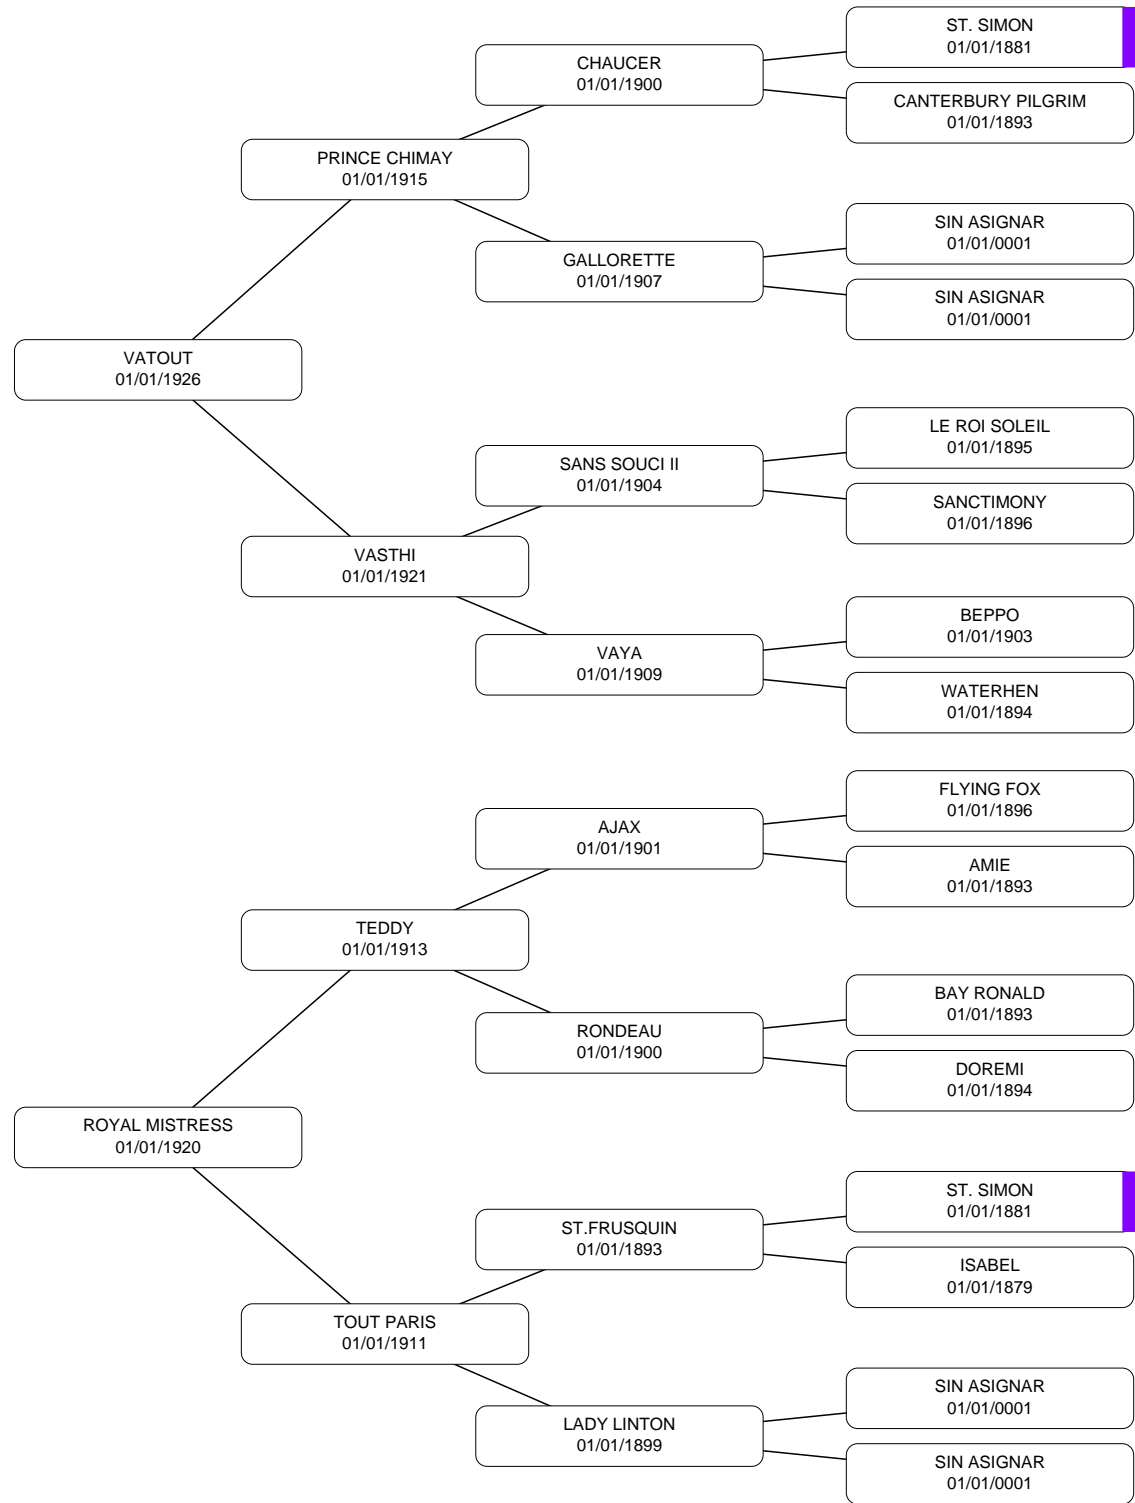 ST. SIMON
01/01/1881
CHAUCER
01/01/1900
CANTERBURY PILGRIM
01/01/1893
PRINCE CHIMAY
01/01/1915
SIN ASIGNAR
01/01/0001
GALLORETTE
01/01/1907
SIN ASIGNAR
01/01/0001
VATOUT
01/01/1926
LE ROI SOLEIL
01/01/1895
SANS SOUCI II
01/01/1904
SANCTIMONY
01/01/1896
VASTHI
01/01/1921
BEPPO
01/01/1903
VAYA
01/01/1909
WATERHEN
01/01/1894
FLYING FOX
01/01/1896
AJAX
01/01/1901
AMIE
01/01/1893
TEDDY
01/01/1913
BAY RONALD
01/01/1893
RONDEAU
01/01/1900
DOREMI
01/01/1894
ROYAL MISTRESS
01/01/1920
ST. SIMON
01/01/1881
ST.FRUSQUIN
01/01/1893
ISABEL
01/01/1879
TOUT PARIS
01/01/1911
SIN ASIGNAR
01/01/0001
LADY LINTON
01/01/1899
SIN ASIGNAR
01/01/0001